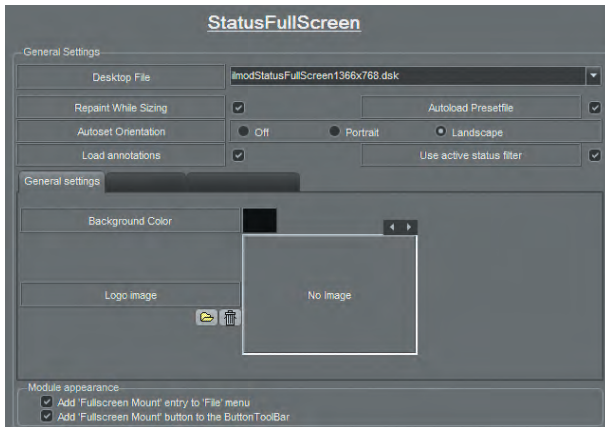 StatusFullScreen
General Settings
Desktop File ilmodStatusFullScreen1366x768.dsk
Repaint While Sizing Autoload Presetfile
Autoset Orientation Off Portrait Landscape
Load annotations Use active status filter
General settings
Background Color
Logo image No Image
Module appearance
Add 'Fullscreen Mount' entry to 'File' menu
Add 'Fullscreen Mount' button to the ButtonToolBar